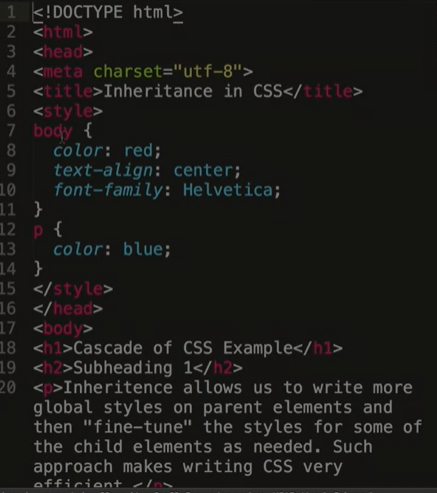 1 <!DOCTYPE html>
2 <html>
3 <head>
4 <meta charset="utf-8">
5 <title>Inheritance in CSS</title>
6 <style>
7 body {
8 color: red;
9 text-align: center;
10 font-family: Helvetica;
11 }
12 p {
13 color: blue;
14 }
15 </style>
16 </head>
17 <body>
18 <h1>Cascade of CSS Example</h1>
19 <h2>Subheading 1</h2>
20 <p>Inheritence allows us to write more
global styles on parent elements and
then "fine-tune" the styles for some of
the child elements as needed. Such
approach makes writing CSS very
efficient.</p>